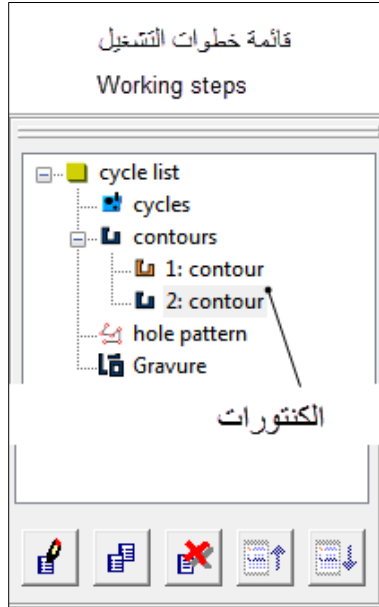 قائمة خطوات التشغيل
Working steps
cycle list
cycles
contours
1: contour
2: contour
hole pattern
Gravure
الكنتورات